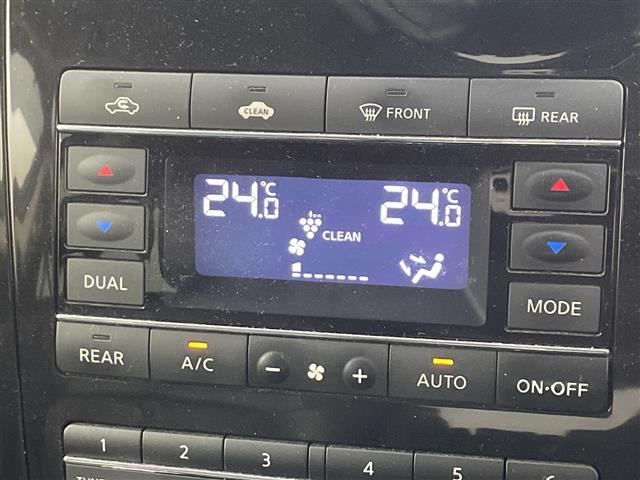 CLEAN FRONT REAR
24.0°C 24.0°C
ion
CLEAN
DUAL MODE
REAR A/C − + AUTO ON·OFF
1 2 3 4 5